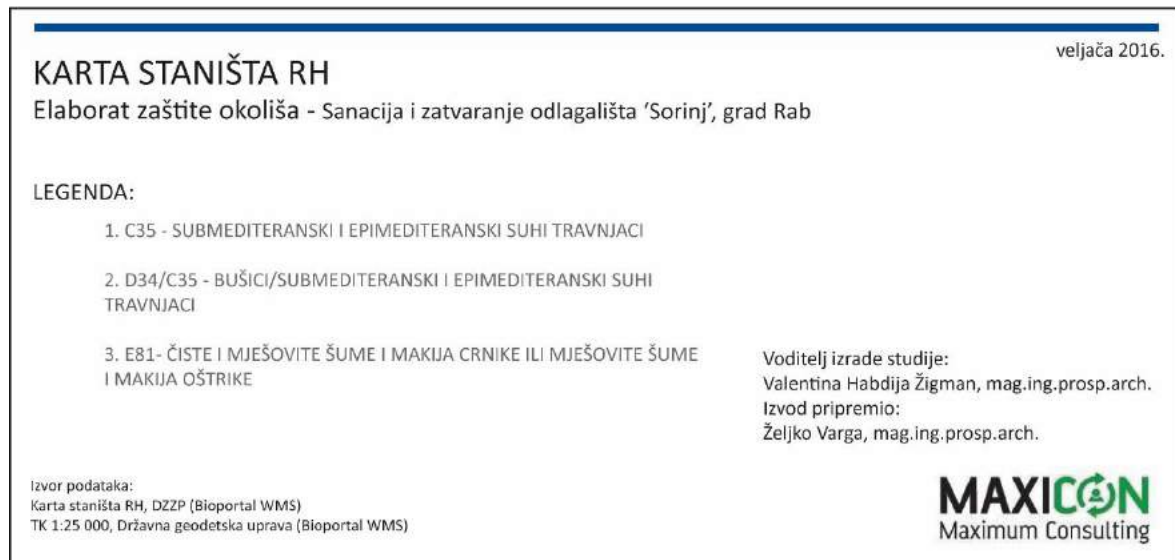 veljača 2016.
KARTA STANIŠTA RH
Elaborat zaštite okoliša - Sanacija i zatvaranje odlagališta ‘Sorinj’, grad Rab
LEGENDA:
1. C35 - SUBMEDITERANSKI I EPIMEDITERANSKI SUHI TRAVNJACI
2. D34/C35 - BUŠICI/SUBMEDITERANSKI I EPIMEDITERANSKI SUHI
TRAVNJACI
3. E81- ČISTE I MJEŠOVITE ŠUME I MAKIJA CRNIKE ILI MJEŠOVITE ŠUME
I MAKIJA OŠTRIKE
Voditelj izrade studije:
Valentina Habdija Žigman, mag.ing.prosp.arch.
Izvod pripremio:
Željko Varga, mag.ing.prosp.arch.
Izvor podataka:
Karta staništa RH, DZZP (Bioportal WMS)
TK 1:25 000, Državna geodetska uprava (Bioportal WMS)
MAXICON
Maximum Consulting